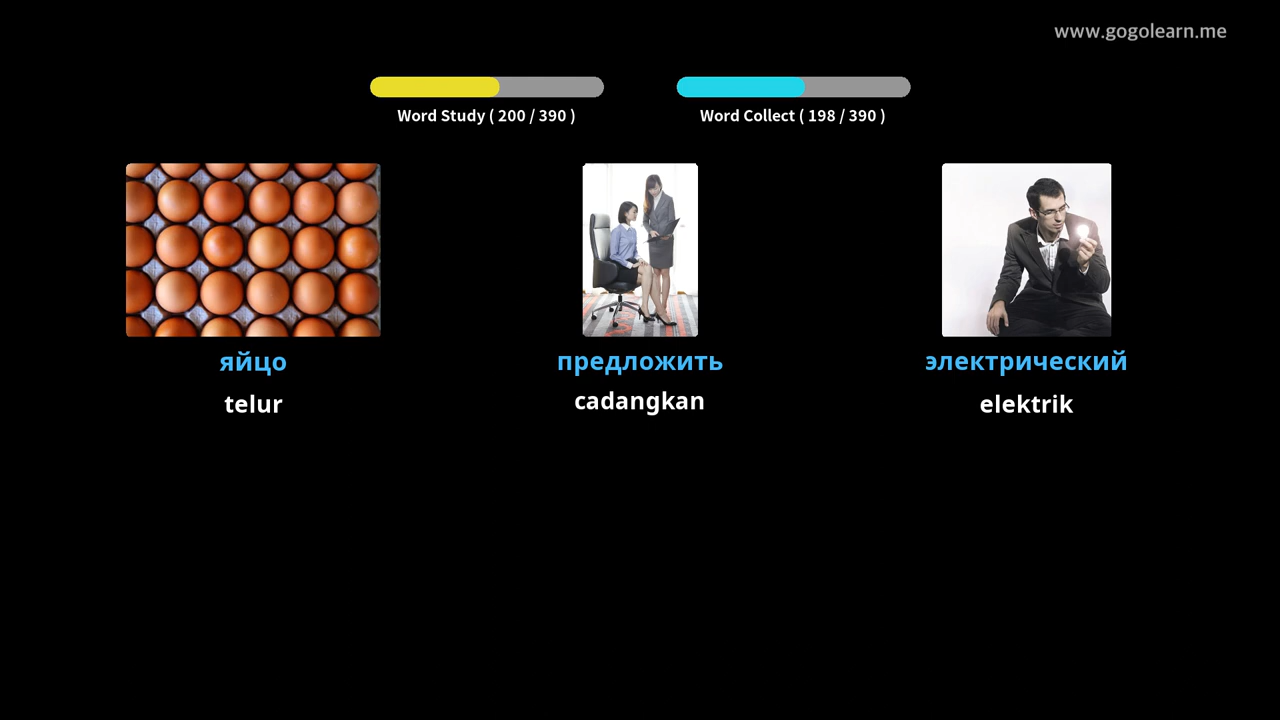 www.gogolearn.me
Word Study ( 200 / 390 )
Word Collect ( 198 / 390 )
яйцо
предложить
электрический
telur
cadangkan
elektrik